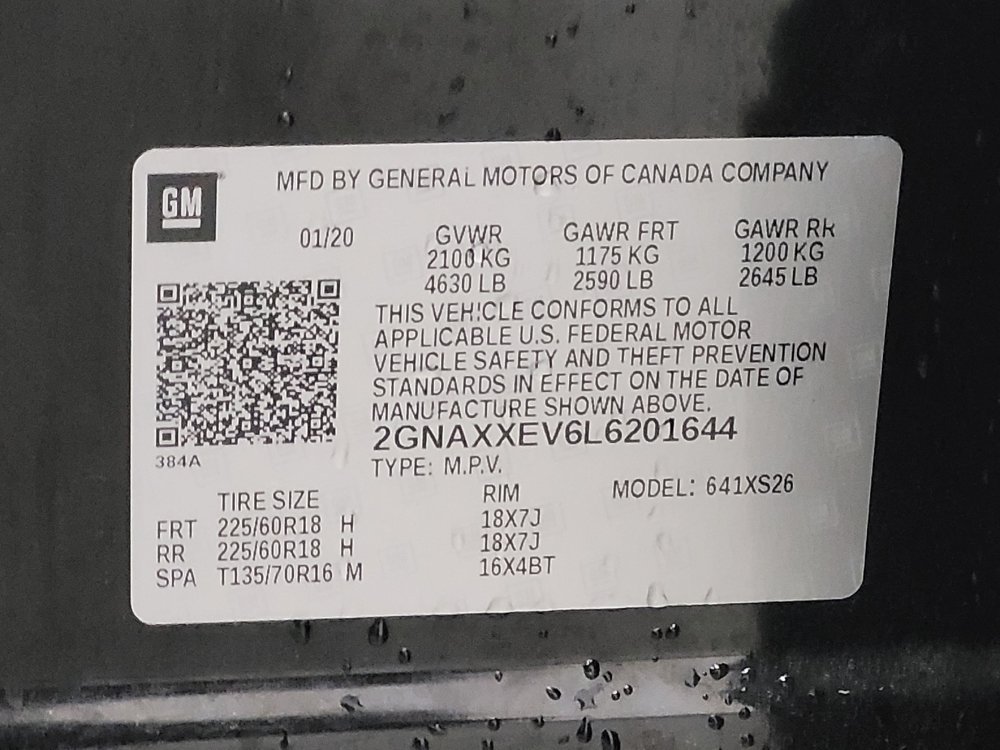 GM
MFD BY GENERAL MOTORS OF CANADA COMPANY
01/20 GVWR GAWR FRT GAWR RR
2100 KG 1175 KG 1200 KG
4630 LB 2590 LB 2645 LB
THIS VEHICLE CONFORMS TO ALL
APPLICABLE U.S. FEDERAL MOTOR
VEHICLE SAFETY AND THEFT PREVENTION
STANDARDS IN EFFECT ON THE DATE OF
MANUFACTURE SHOWN ABOVE.
2GNAXXEV6L6201644
384A
TYPE: M.P.V.
TIRE SIZE RIM MODEL: 641XS26
FRT 225/60R18 H 18X7J
RR 225/60R18 H 18X7J
SPA T135/70R16 M 16X4BT